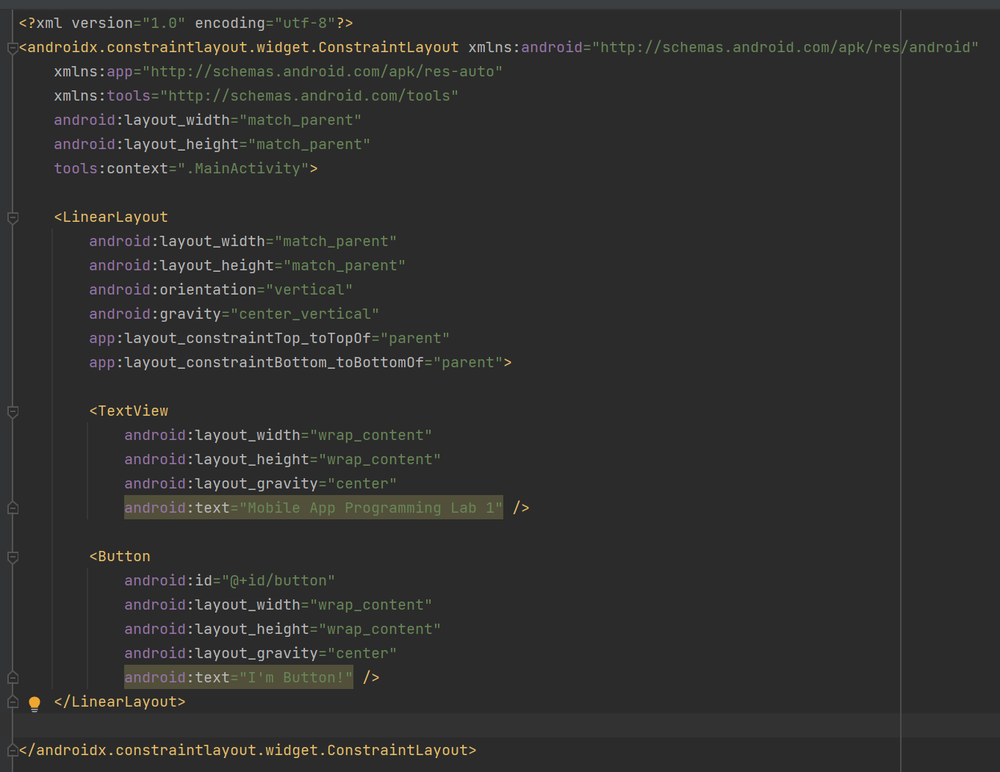 <?xml version="1.0" encoding="utf-8"?>
<androidx.constraintlayout.widget.ConstraintLayout xmlns:android="http://schemas.android.com/apk/res/android"
    xmlns:app="http://schemas.android.com/apk/res-auto"
    xmlns:tools="http://schemas.android.com/tools"
    android:layout_width="match_parent"
    android:layout_height="match_parent"
    tools:context=".MainActivity">

    <LinearLayout
        android:layout_width="match_parent"
        android:layout_height="match_parent"
        android:orientation="vertical"
        android:gravity="center_vertical"
        app:layout_constraintTop_toTopOf="parent"
        app:layout_constraintBottom_toBottomOf="parent">

        <TextView
            android:layout_width="wrap_content"
            android:layout_height="wrap_content"
            android:layout_gravity="center"
            android:text="Mobile App Programming Lab 1" />

        <Button
            android:id="@+id/button"
            android:layout_width="wrap_content"
            android:layout_height="wrap_content"
            android:layout_gravity="center"
            android:text="I'm Button!" />
    </LinearLayout>

</androidx.constraintlayout.widget.ConstraintLayout>